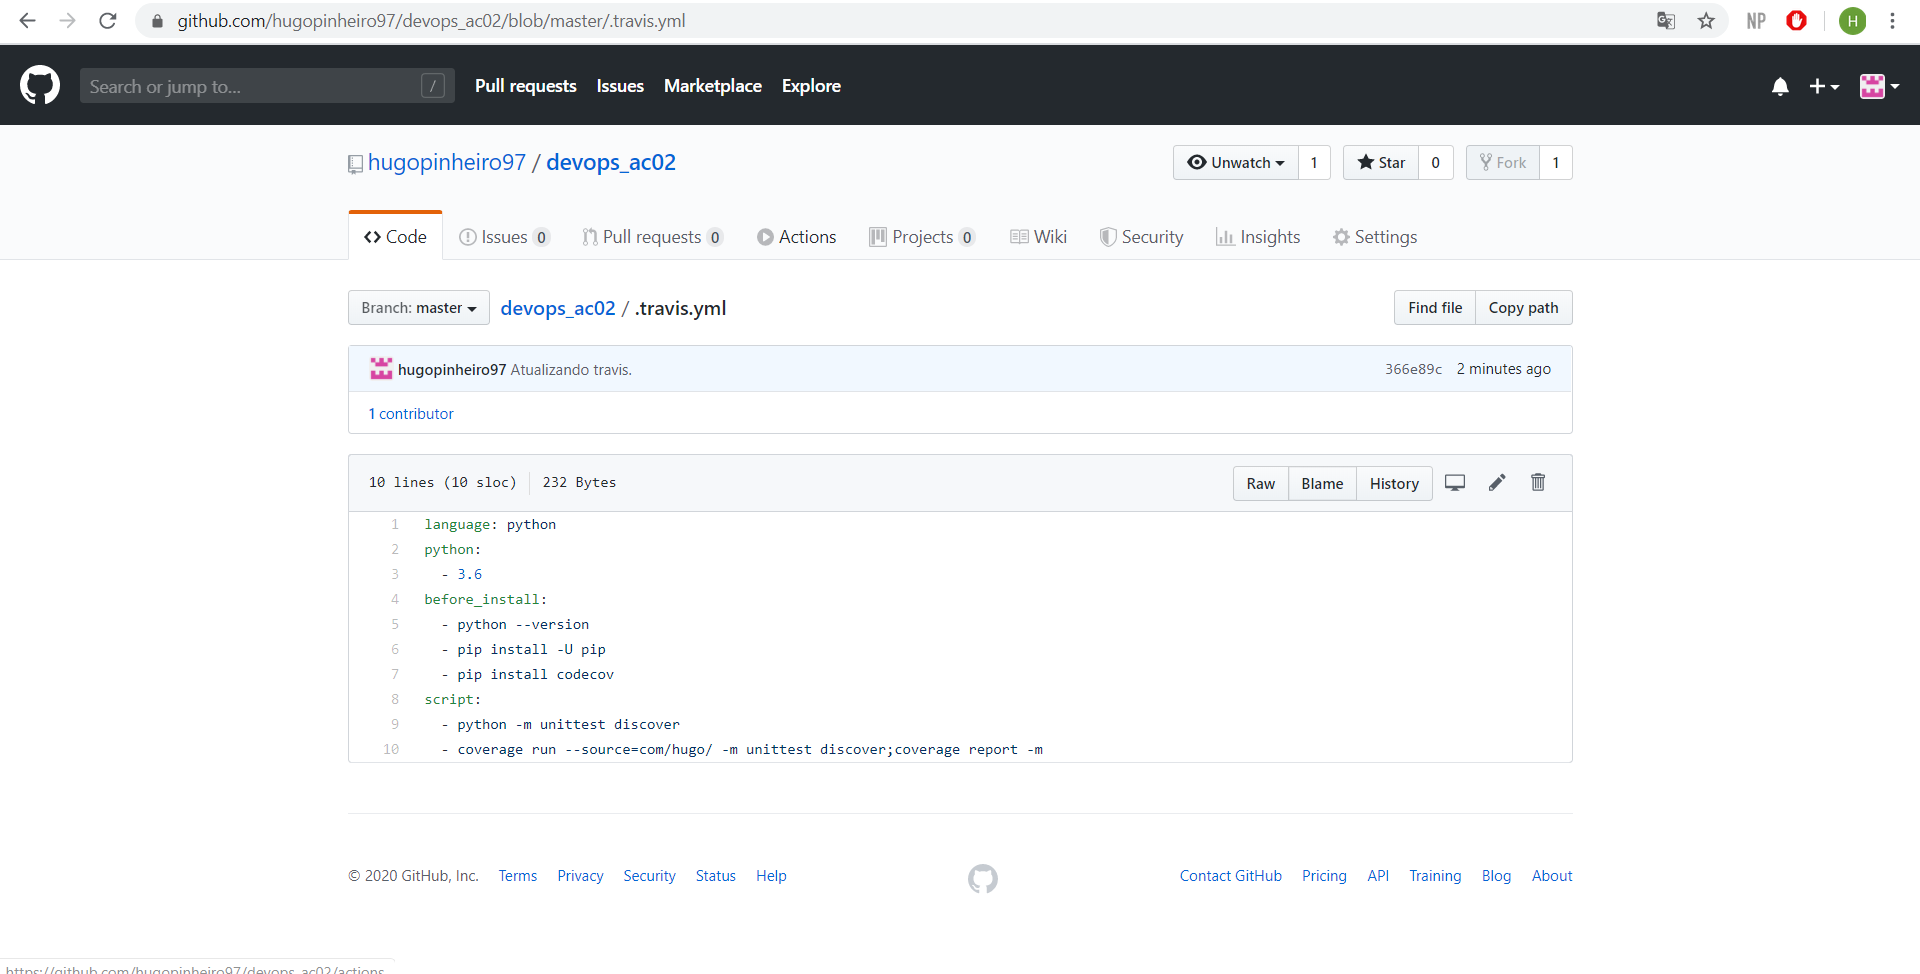 github.com/hugopinheiro97/devops_ac02/blob/master/.travis.yml
NP
H
Search or jump to...
/
Pull requests Issues Marketplace Explore
hugopinheiro97 / devops_ac02
Unwatch 1 Star 0 Fork 1
Code Issues 0 Pull requests 0 Actions Projects 0 Wiki Security Insights Settings
Branch: master devops_ac02 / .travis.yml Find file Copy path
hugopinheiro97 Atualizando travis. 366e89c 2 minutes ago
1 contributor
10 lines (10 sloc) 232 Bytes Raw Blame History
1 language: python
2 python:
3 - 3.6
4 before_install:
5 - python --version
6 - pip install -U pip
7 - pip install codecov
8 script:
9 - python -m unittest discover
10 - coverage run --source=com/hugo/ -m unittest discover;coverage report -m
© 2020 GitHub, Inc. Terms Privacy Security Status Help Contact GitHub Pricing API Training Blog About
https://github.com/hugopinheiro97/devops_ac02/actions